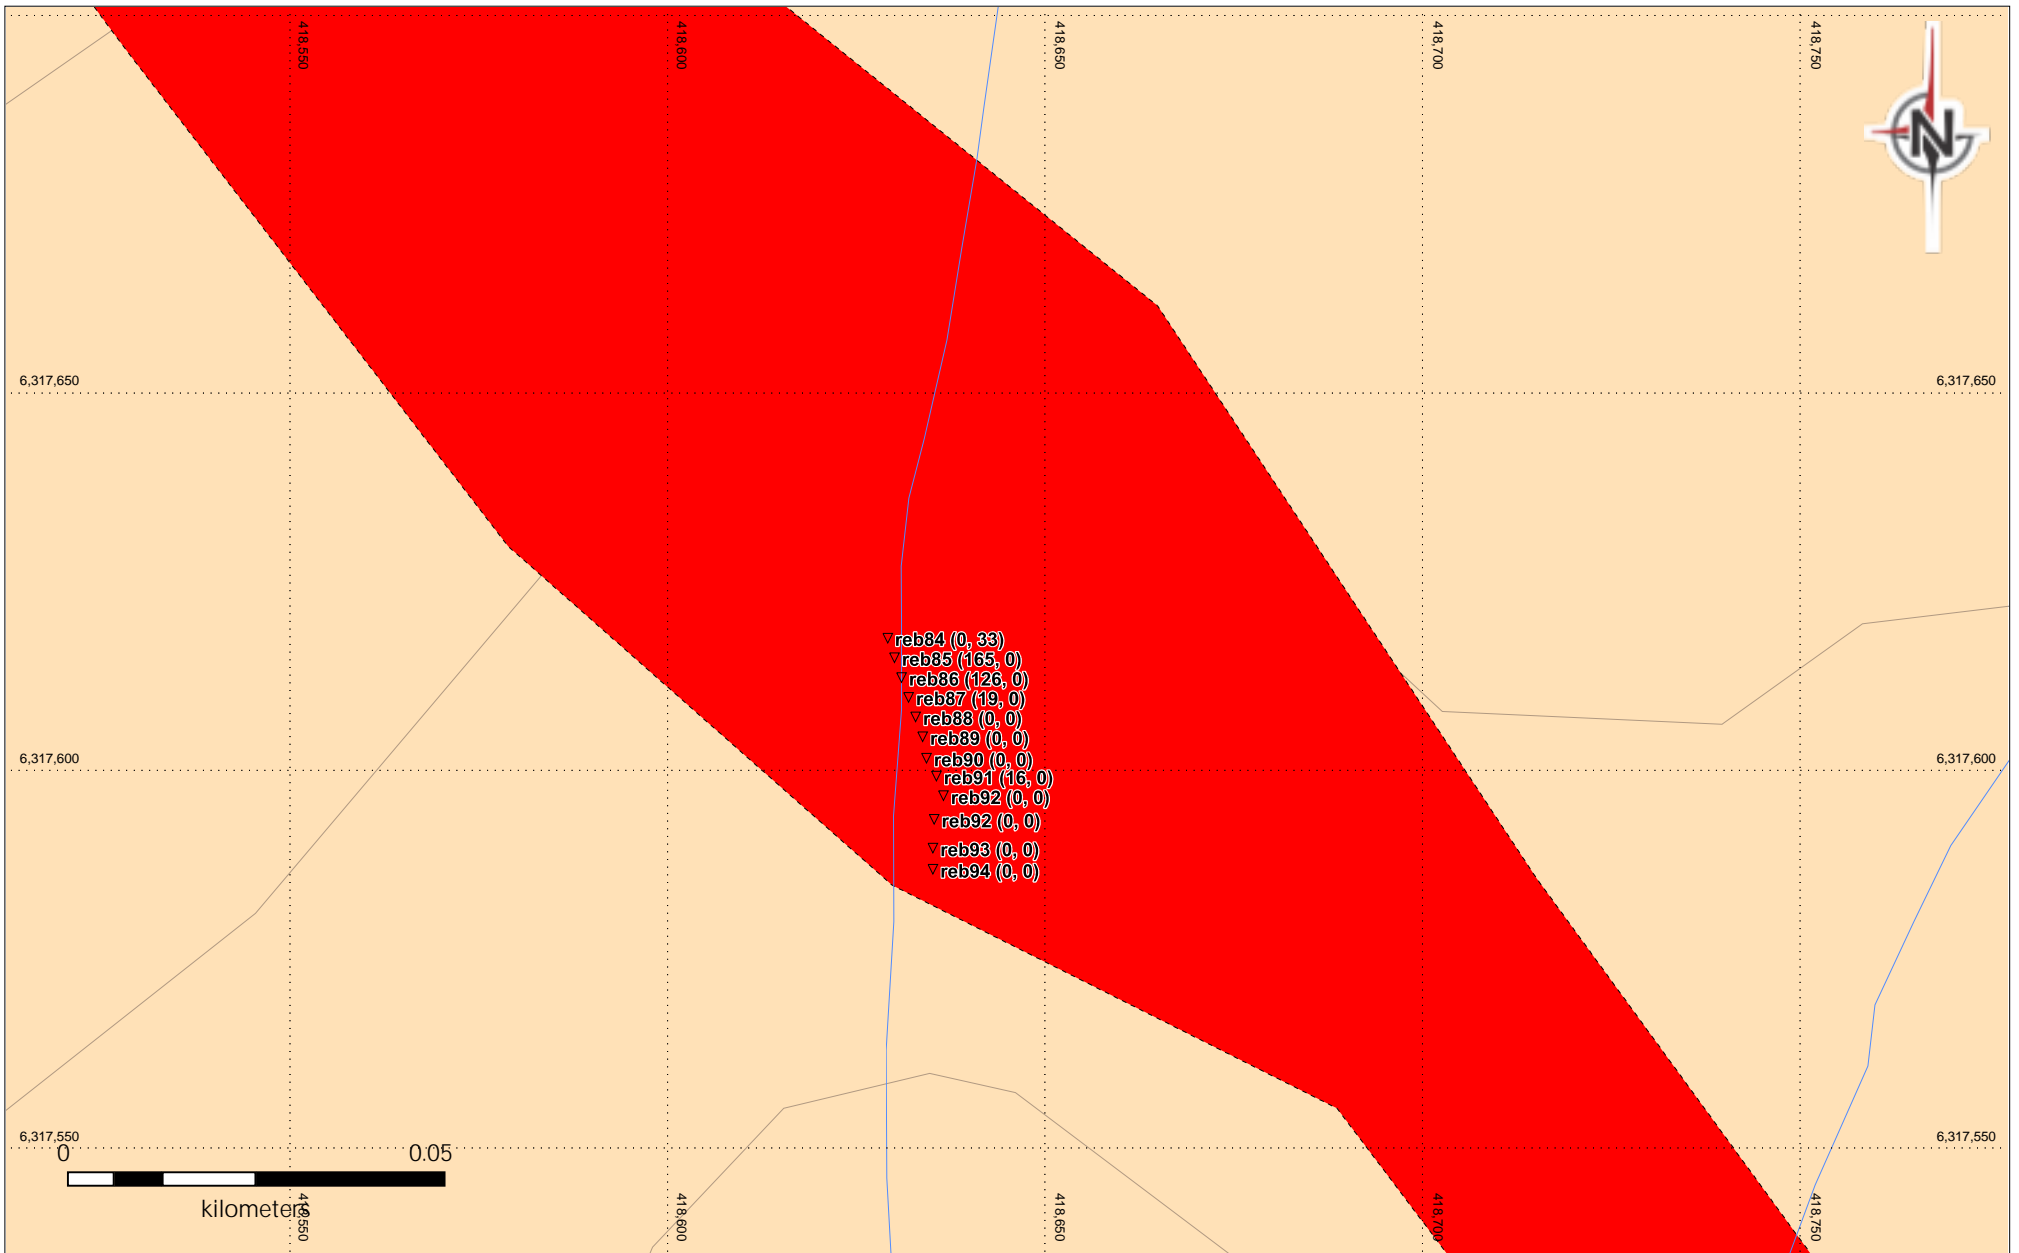 418,550 418,600 418,650 418,700 418,750
N
6,317,650 6,317,650
reb84 (0, 33)
reb85 (165, 0)
reb86 (126, 0)
reb87 (19, 0)
reb88 (0, 0)
reb89 (0, 0)
reb90 (0, 0)
6,317,600 6,317,600
reb91 (16, 0)
reb92 (0, 0)
reb92 (0, 0)
reb93 (0, 0)
reb94 (0, 0)
6,317,550 6,317,550
0 0.05
kilometers
418,550 418,600 418,650 418,700 418,750